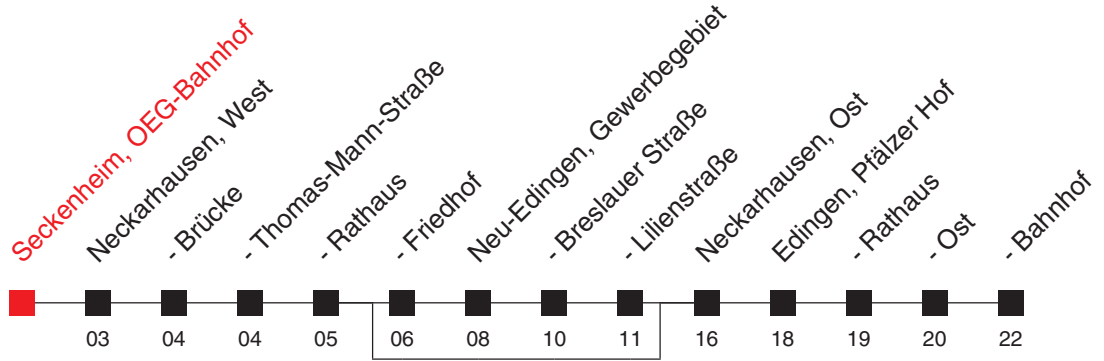 Seckenheim, OEG-Bahnhof
Neckarhausen, West
- Brücke
- Thomas-Mann-Straße
- Rathaus
- Friedhof
Neu-Edingen, Gewerbegebiet
- Breslauer Straße
- Lilienstraße
Neckarhausen, Ost
Edingen, Pfälzer Hof
- Rathaus
- Ost
- Bahnhof
03 04 04 05 06 08 10 11 16 18 19 20 22